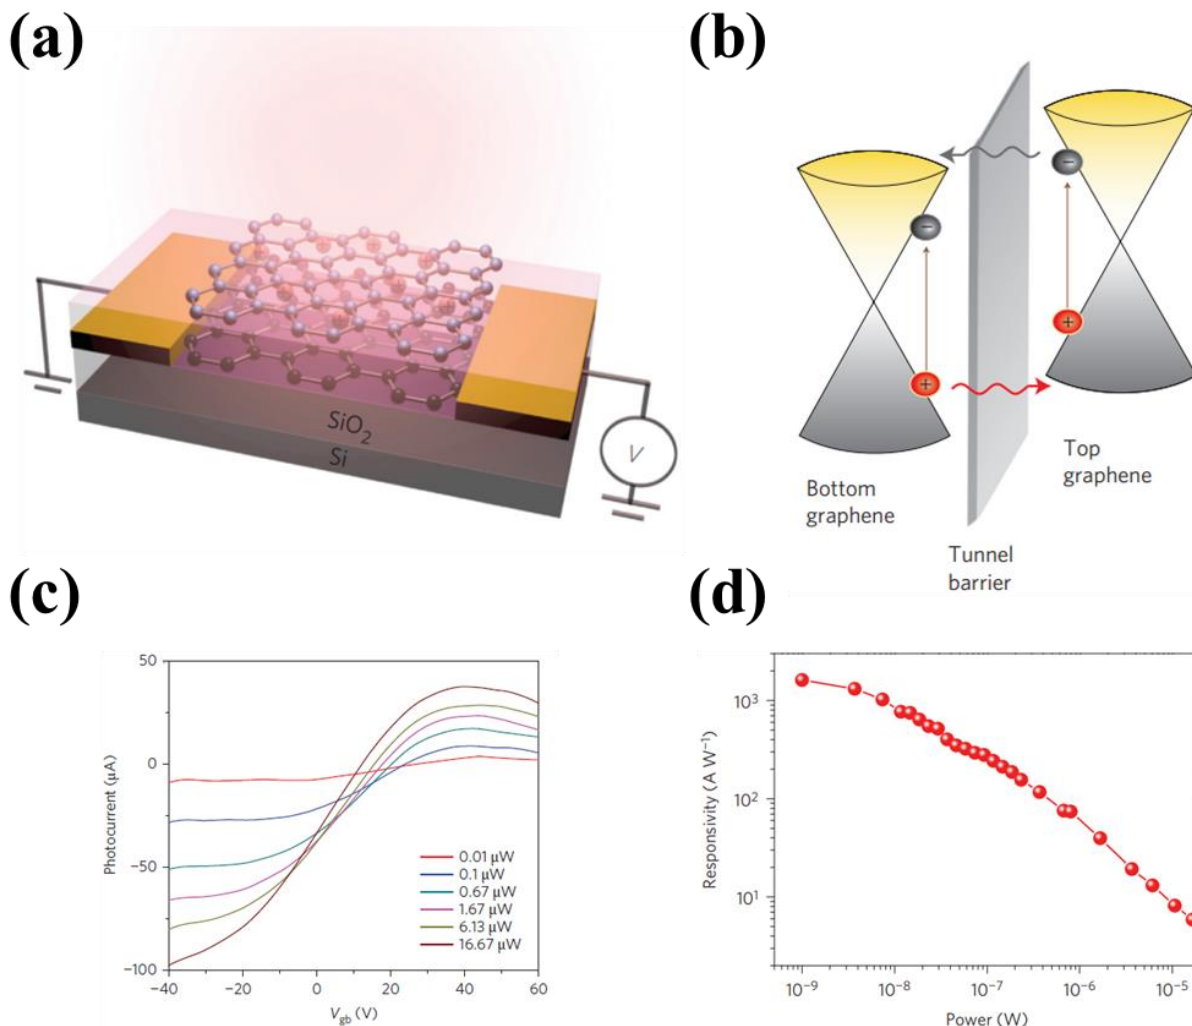 (a)
(b)
SiO₂
Si
V
−
−
+
+
Bottom
graphene
Top
graphene
Tunnel
barrier
(c)
(d)
50
0
−50
−100
Photocurrent (µA)
0.01 µW
0.1 µW
0.67 µW
1.67 µW
6.13 µW
16.67 µW
−40
−20
0
20
40
60
V_gb (V)
10³
10²
10¹
Responsivity (A W⁻¹)
10⁻⁹
10⁻⁸
10⁻⁷
10⁻⁶
10⁻⁵
Power (W)